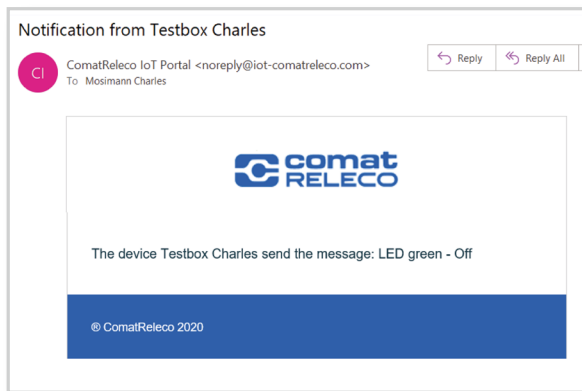 Notification from Testbox Charles
CI
ComatReleco IoT Portal <noreply@iot-comatreleco.com>
To Mosimann Charles
Reply
Reply All
comat
RELECO
The device Testbox Charles send the message: LED green - Off
® ComatReleco 2020